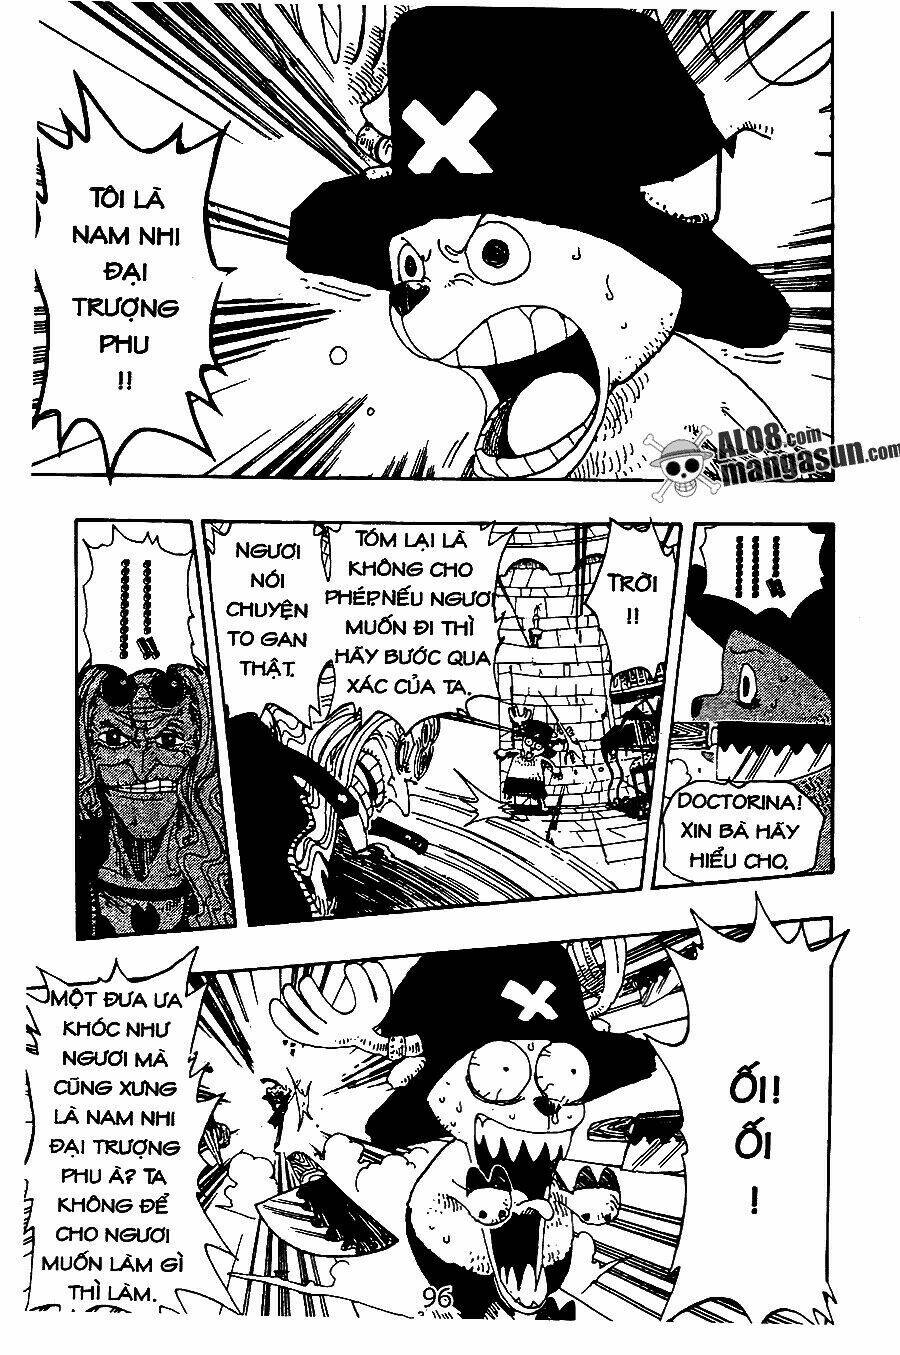 TÔI LÀ
NAM NHI
ĐẠI
TRƯỢNG
PHU
!!
ALO8.com
mangasun.com
NGƯƠI
NÓI
CHUYỆN
TO GAN
THẬT.
TÓM LẠI LÀ
KHÔNG CHO
PHÉP.NẾU NGƯƠI
MUỐN ĐI THÌ
HÃY BƯỚC QUA
XÁC CỦA TA.
TRỜI
!!
DOCTORINA!
XIN BÀ HÃY
HIỂU CHO.
MỘT ĐƯA ƯA
KHÓC NHƯ
NGƯƠI MÀ
CŨNG XƯNG
LÀ NAM NHI
ĐẠI TRƯỢNG
PHU À? TA
KHÔNG ĐỂ
CHO NGƯƠI
MUỐN LÀM GÌ
THÌ LÀM.
ỐI!
ỐI
!
96